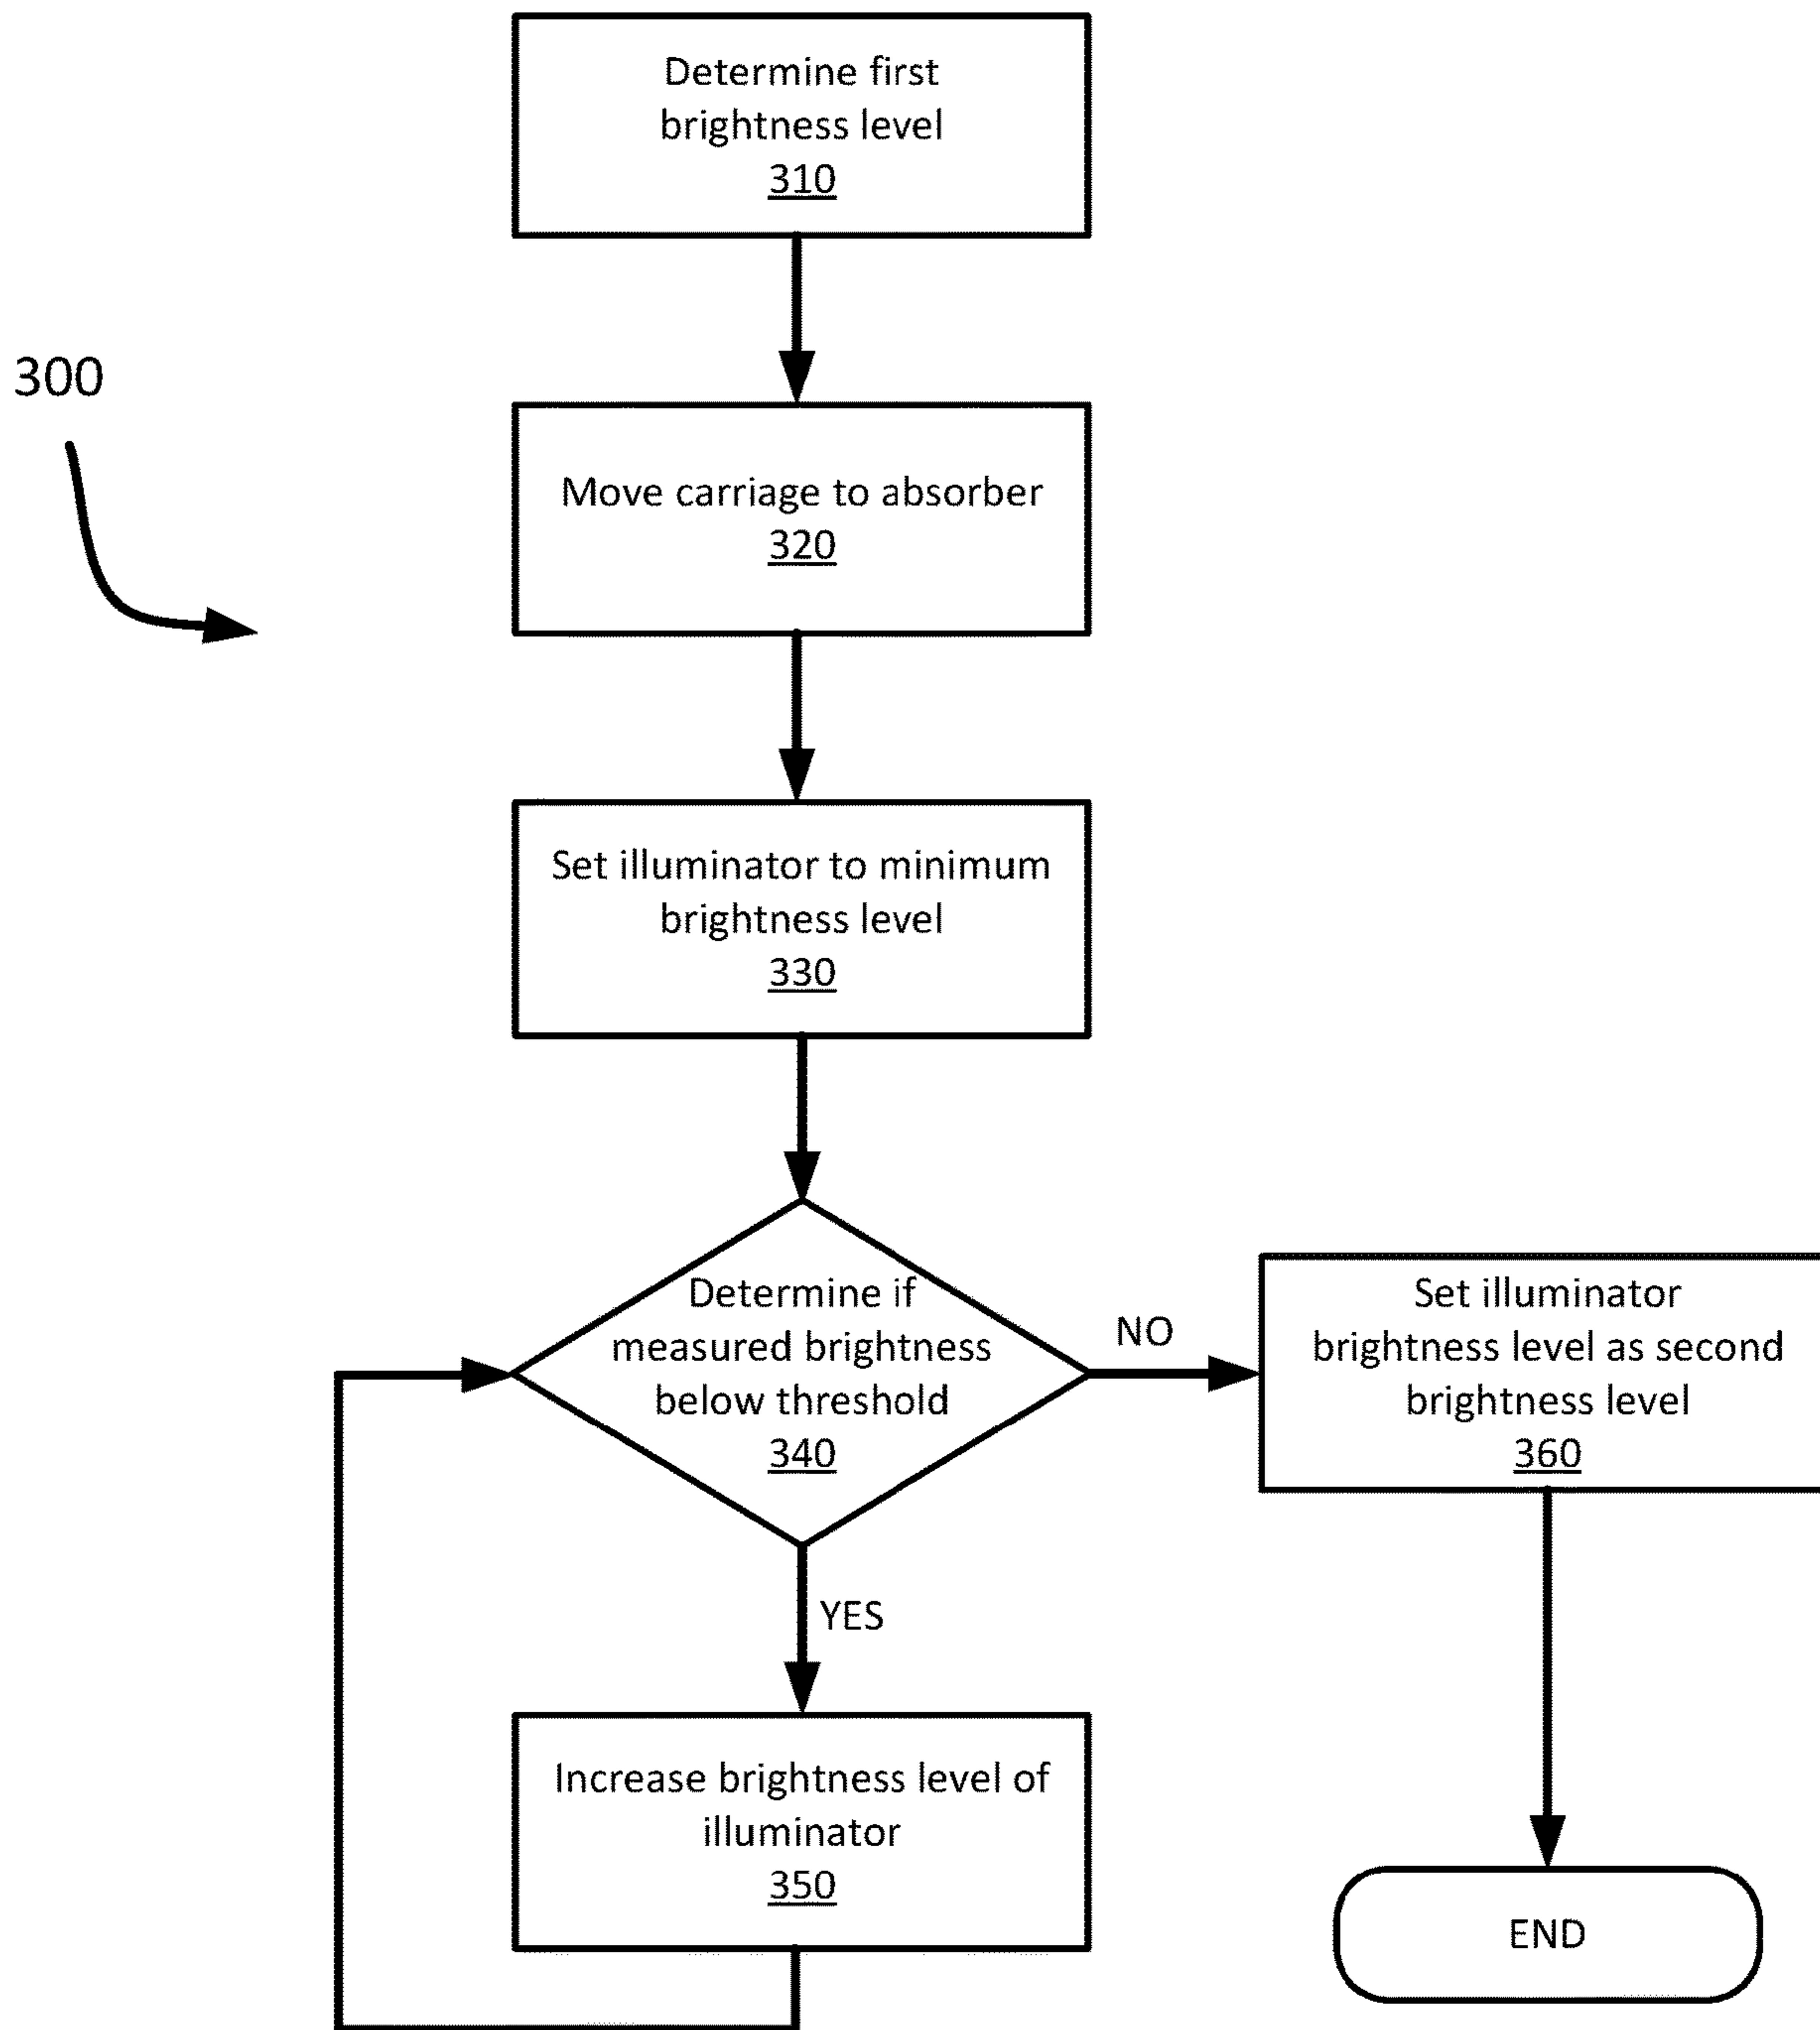 Determine first
brightness level
310
300
Move carriage to absorber
320
Set illuminator to minimum
brightness level
330
Determine if
measured brightness
below threshold
340
NO
Set illuminator
brightness level as second
brightness level
360
YES
Increase brightness level of
illuminator
350
END